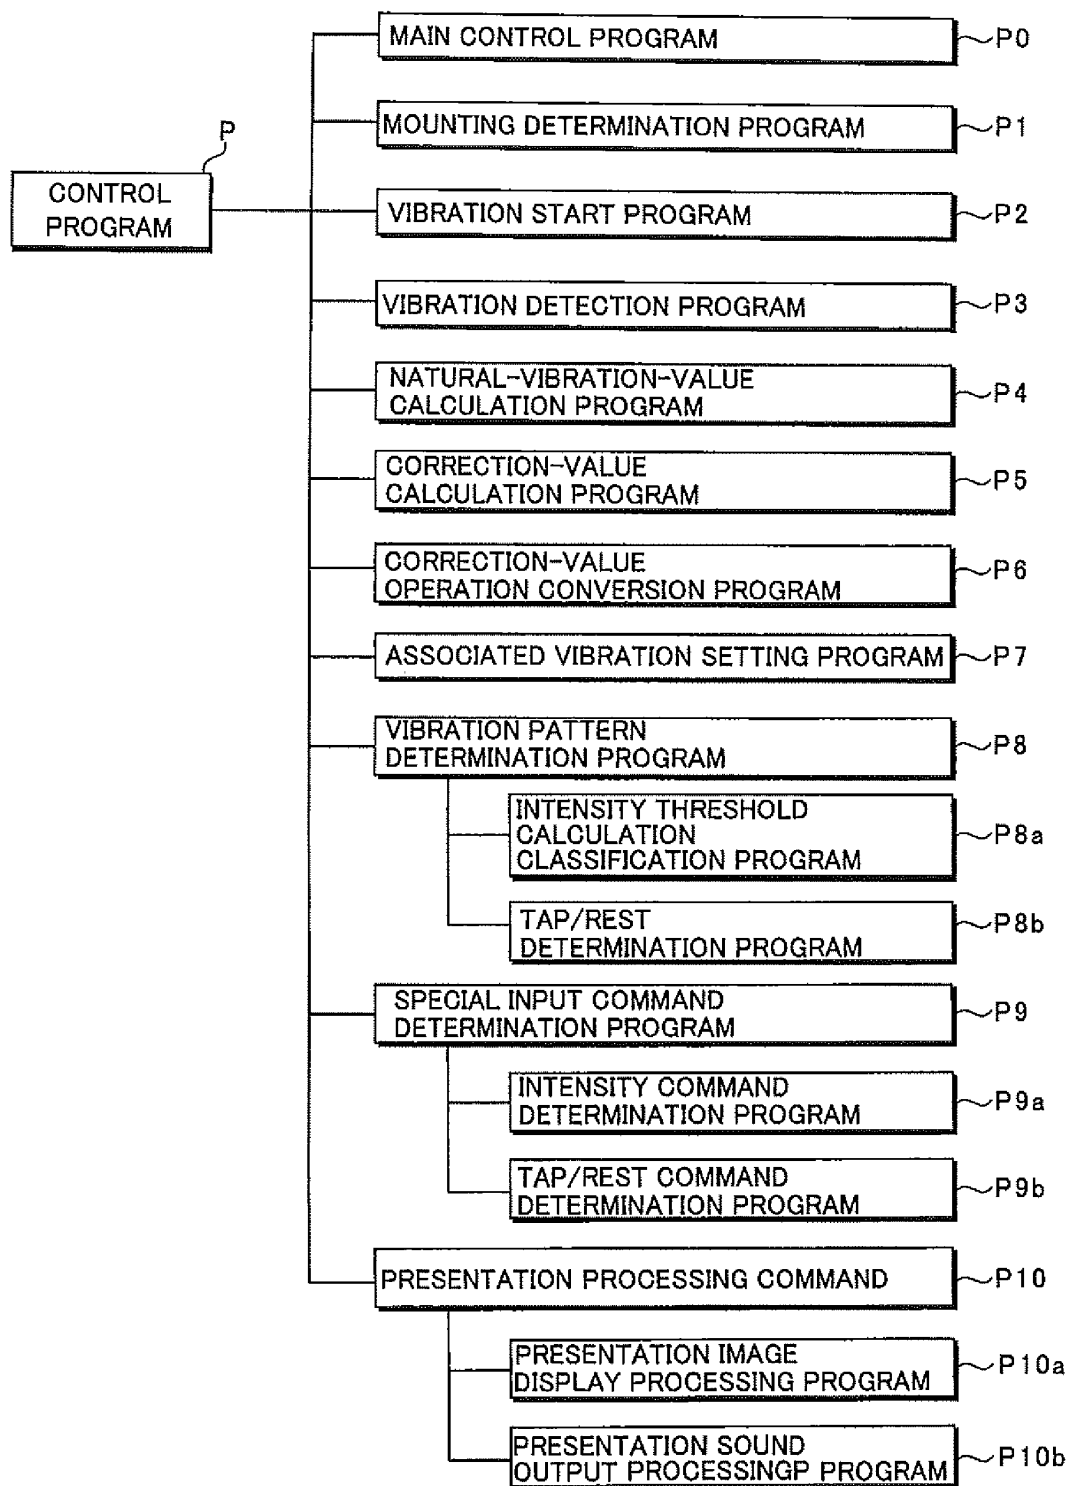 MAIN CONTROL PROGRAM P0
MOUNTING DETERMINATION PROGRAM P1
P
CONTROL
PROGRAM
VIBRATION START PROGRAM P2
VIBRATION DETECTION PROGRAM P3
NATURAL-VIBRATION-VALUE
CALCULATION PROGRAM P4
CORRECTION-VALUE
CALCULATION PROGRAM P5
CORRECTION-VALUE
OPERATION CONVERSION PROGRAM P6
ASSOCIATED VIBRATION SETTING PROGRAM P7
VIBRATION PATTERN
DETERMINATION PROGRAM P8
INTENSITY THRESHOLD
CALCULATION P8a
CLASSIFICATION PROGRAM
TAP/REST
DETERMINATION PROGRAM P8b
SPECIAL INPUT COMMAND
DETERMINATION PROGRAM P9
INTENSITY COMMAND
DETERMINATION PROGRAM P9a
TAP/REST COMMAND
DETERMINATION PROGRAM P9b
PRESENTATION PROCESSING COMMAND P10
PRESENTATION IMAGE
DISPLAY PROCESSING PROGRAM P10a
PRESENTATION SOUND
OUTPUT PROCESSINGP PROGRAM P10b